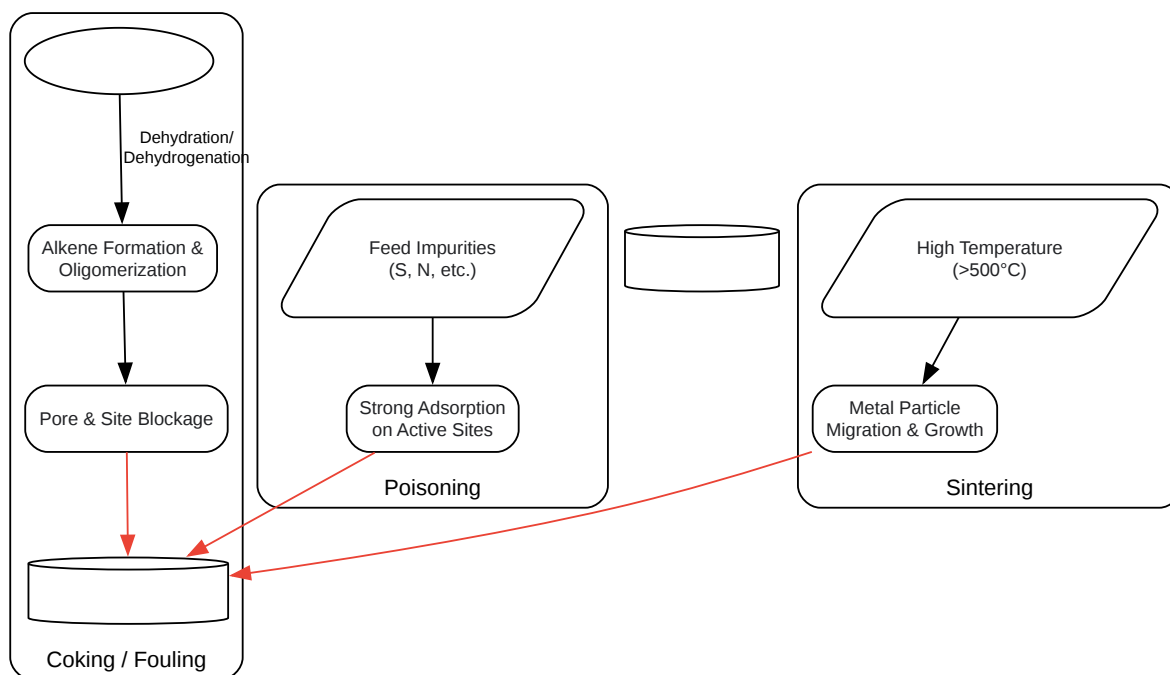 Dehydration/
Dehydrogenation
Alkene Formation &
Oligomerization
Pore & Site Blockage
Coking / Fouling
Feed Impurities
(S, N, etc.)
Strong Adsorption
on Active Sites
Poisoning
High Temperature
(>500°C)
Metal Particle
Migration & Growth
Sintering